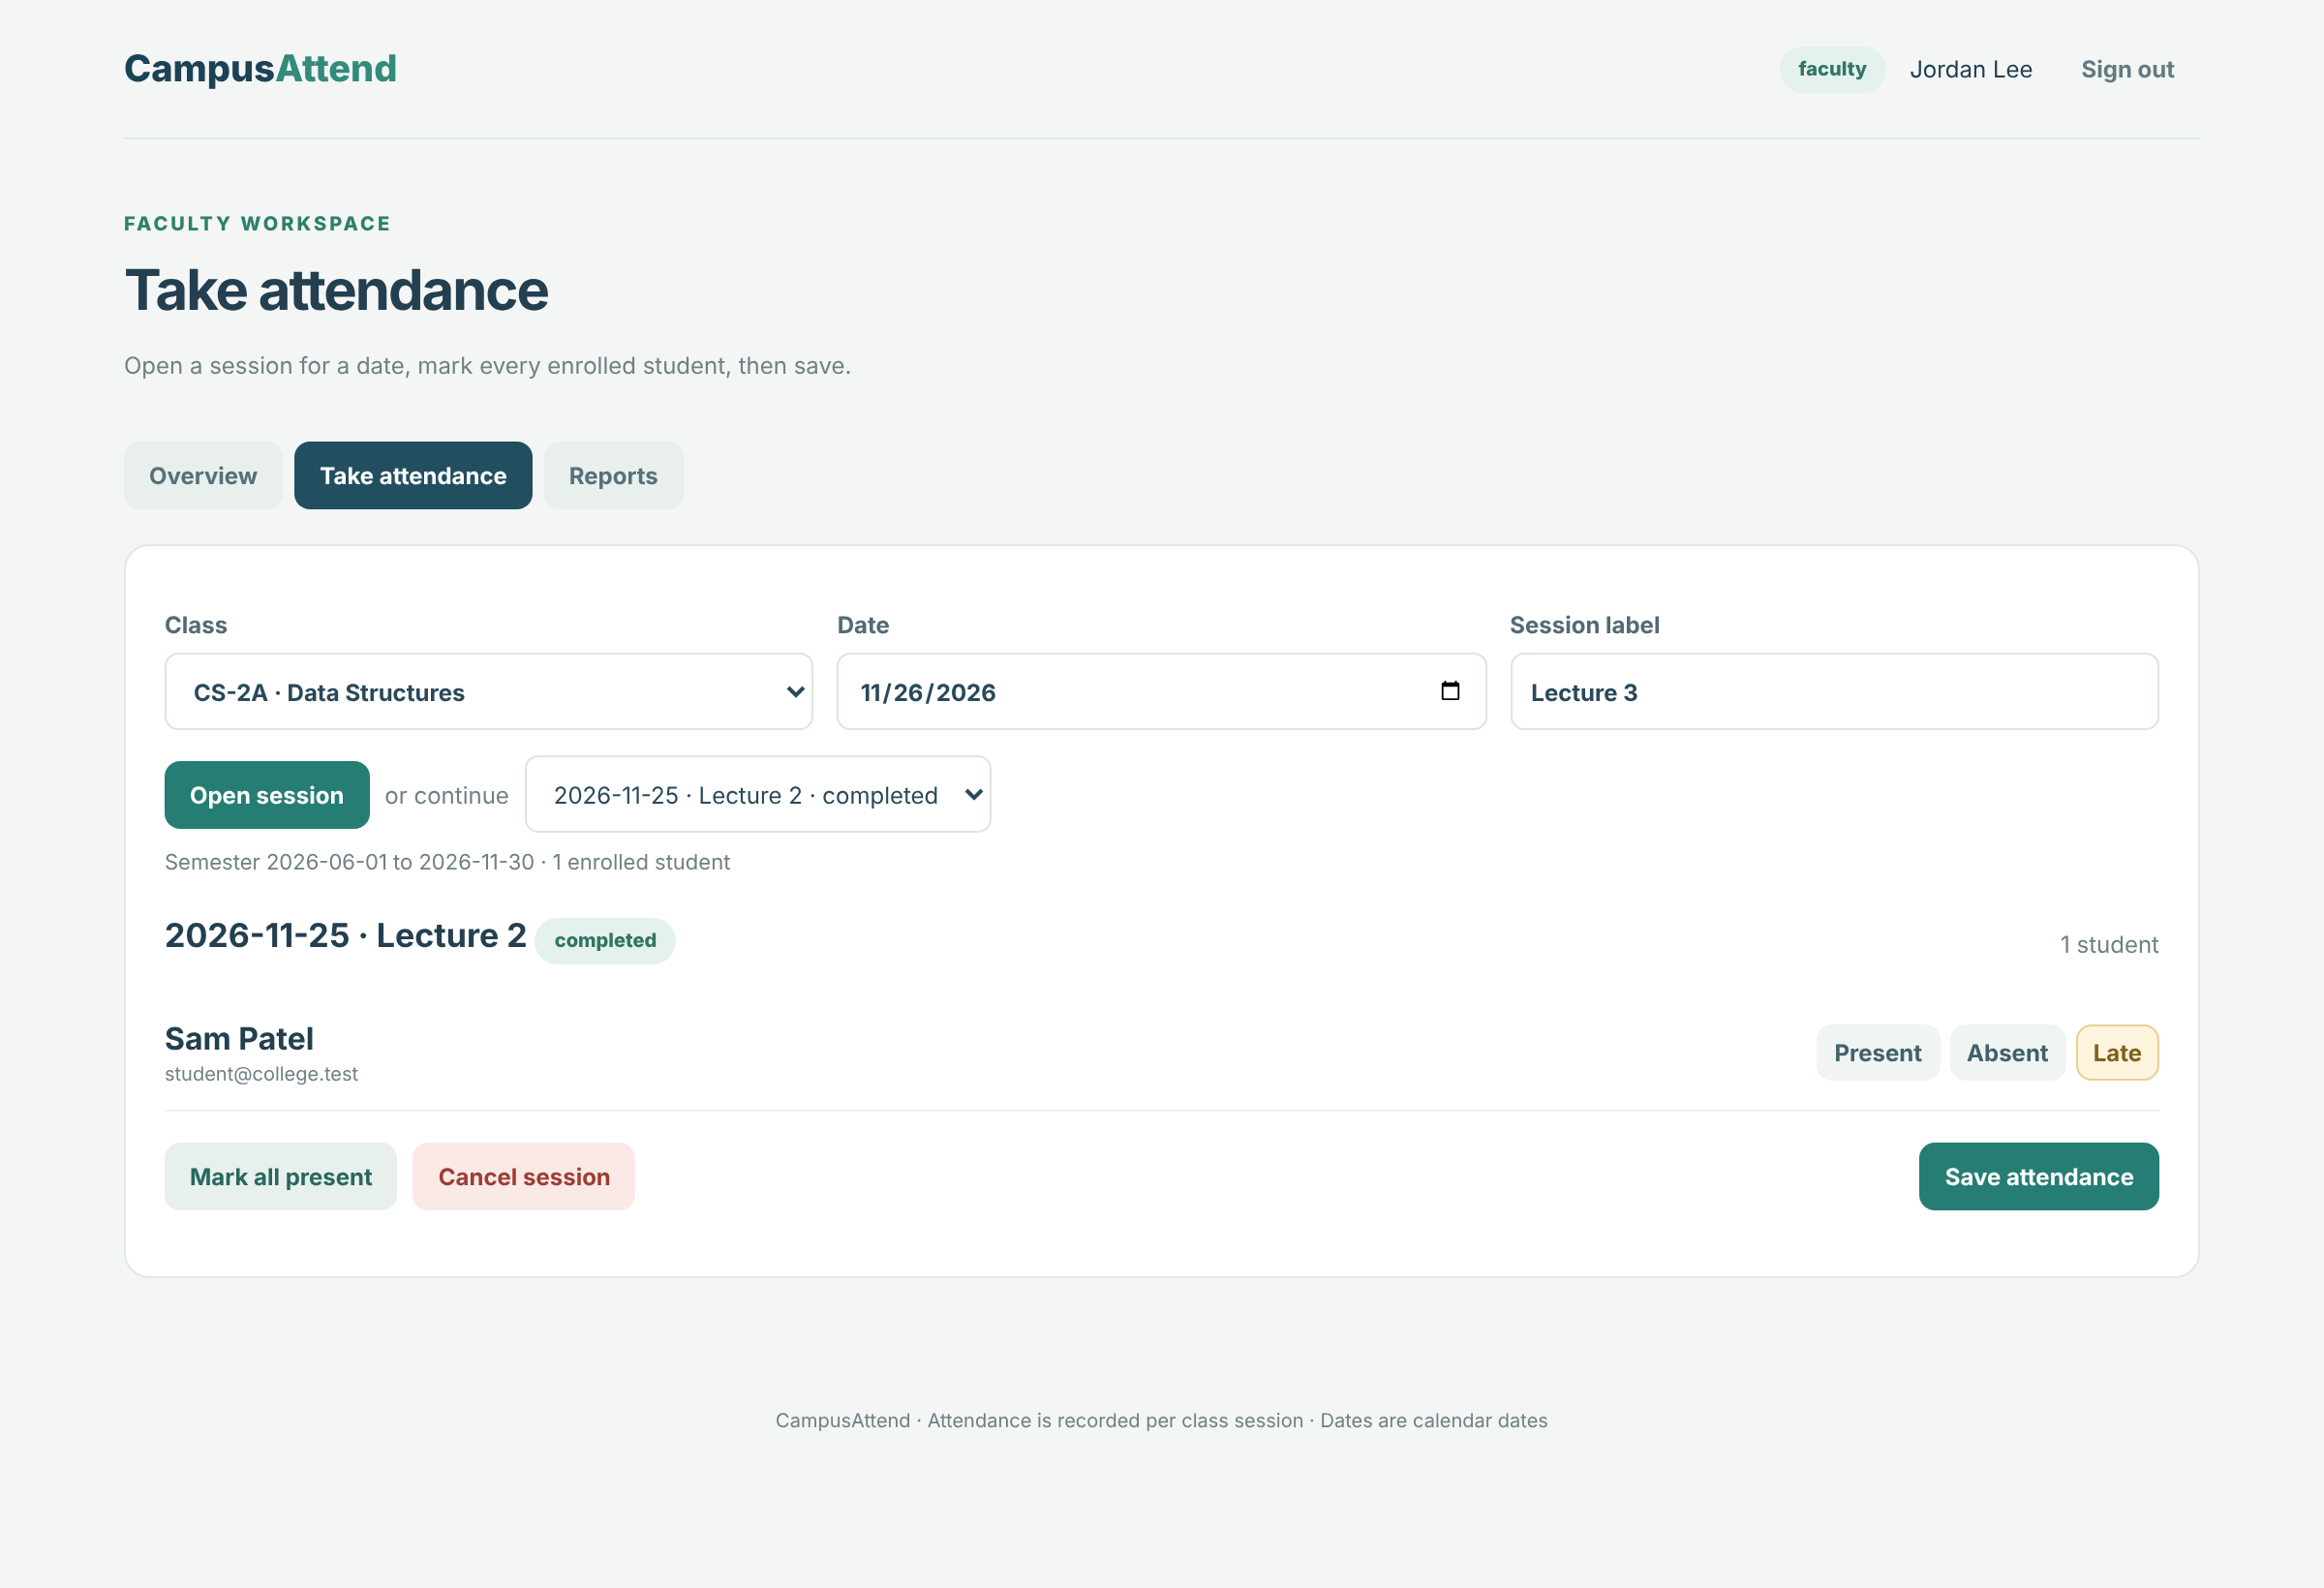 CampusAttend
faculty Jordan Lee Sign out
FACULTY WORKSPACE
Take attendance
Open a session for a date, mark every enrolled student, then save.
Overview Take attendance Reports
Class Date Session label
CS-2A · Data Structures 11/26/2026 Lecture 3
Open session or continue 2026-11-25 · Lecture 2 · completed
Semester 2026-06-01 to 2026-11-30 · 1 enrolled student
2026-11-25 · Lecture 2 completed 1 student
Sam Patel
student@college.test
Present Absent Late
Mark all present Cancel session Save attendance
CampusAttend · Attendance is recorded per class session · Dates are calendar dates